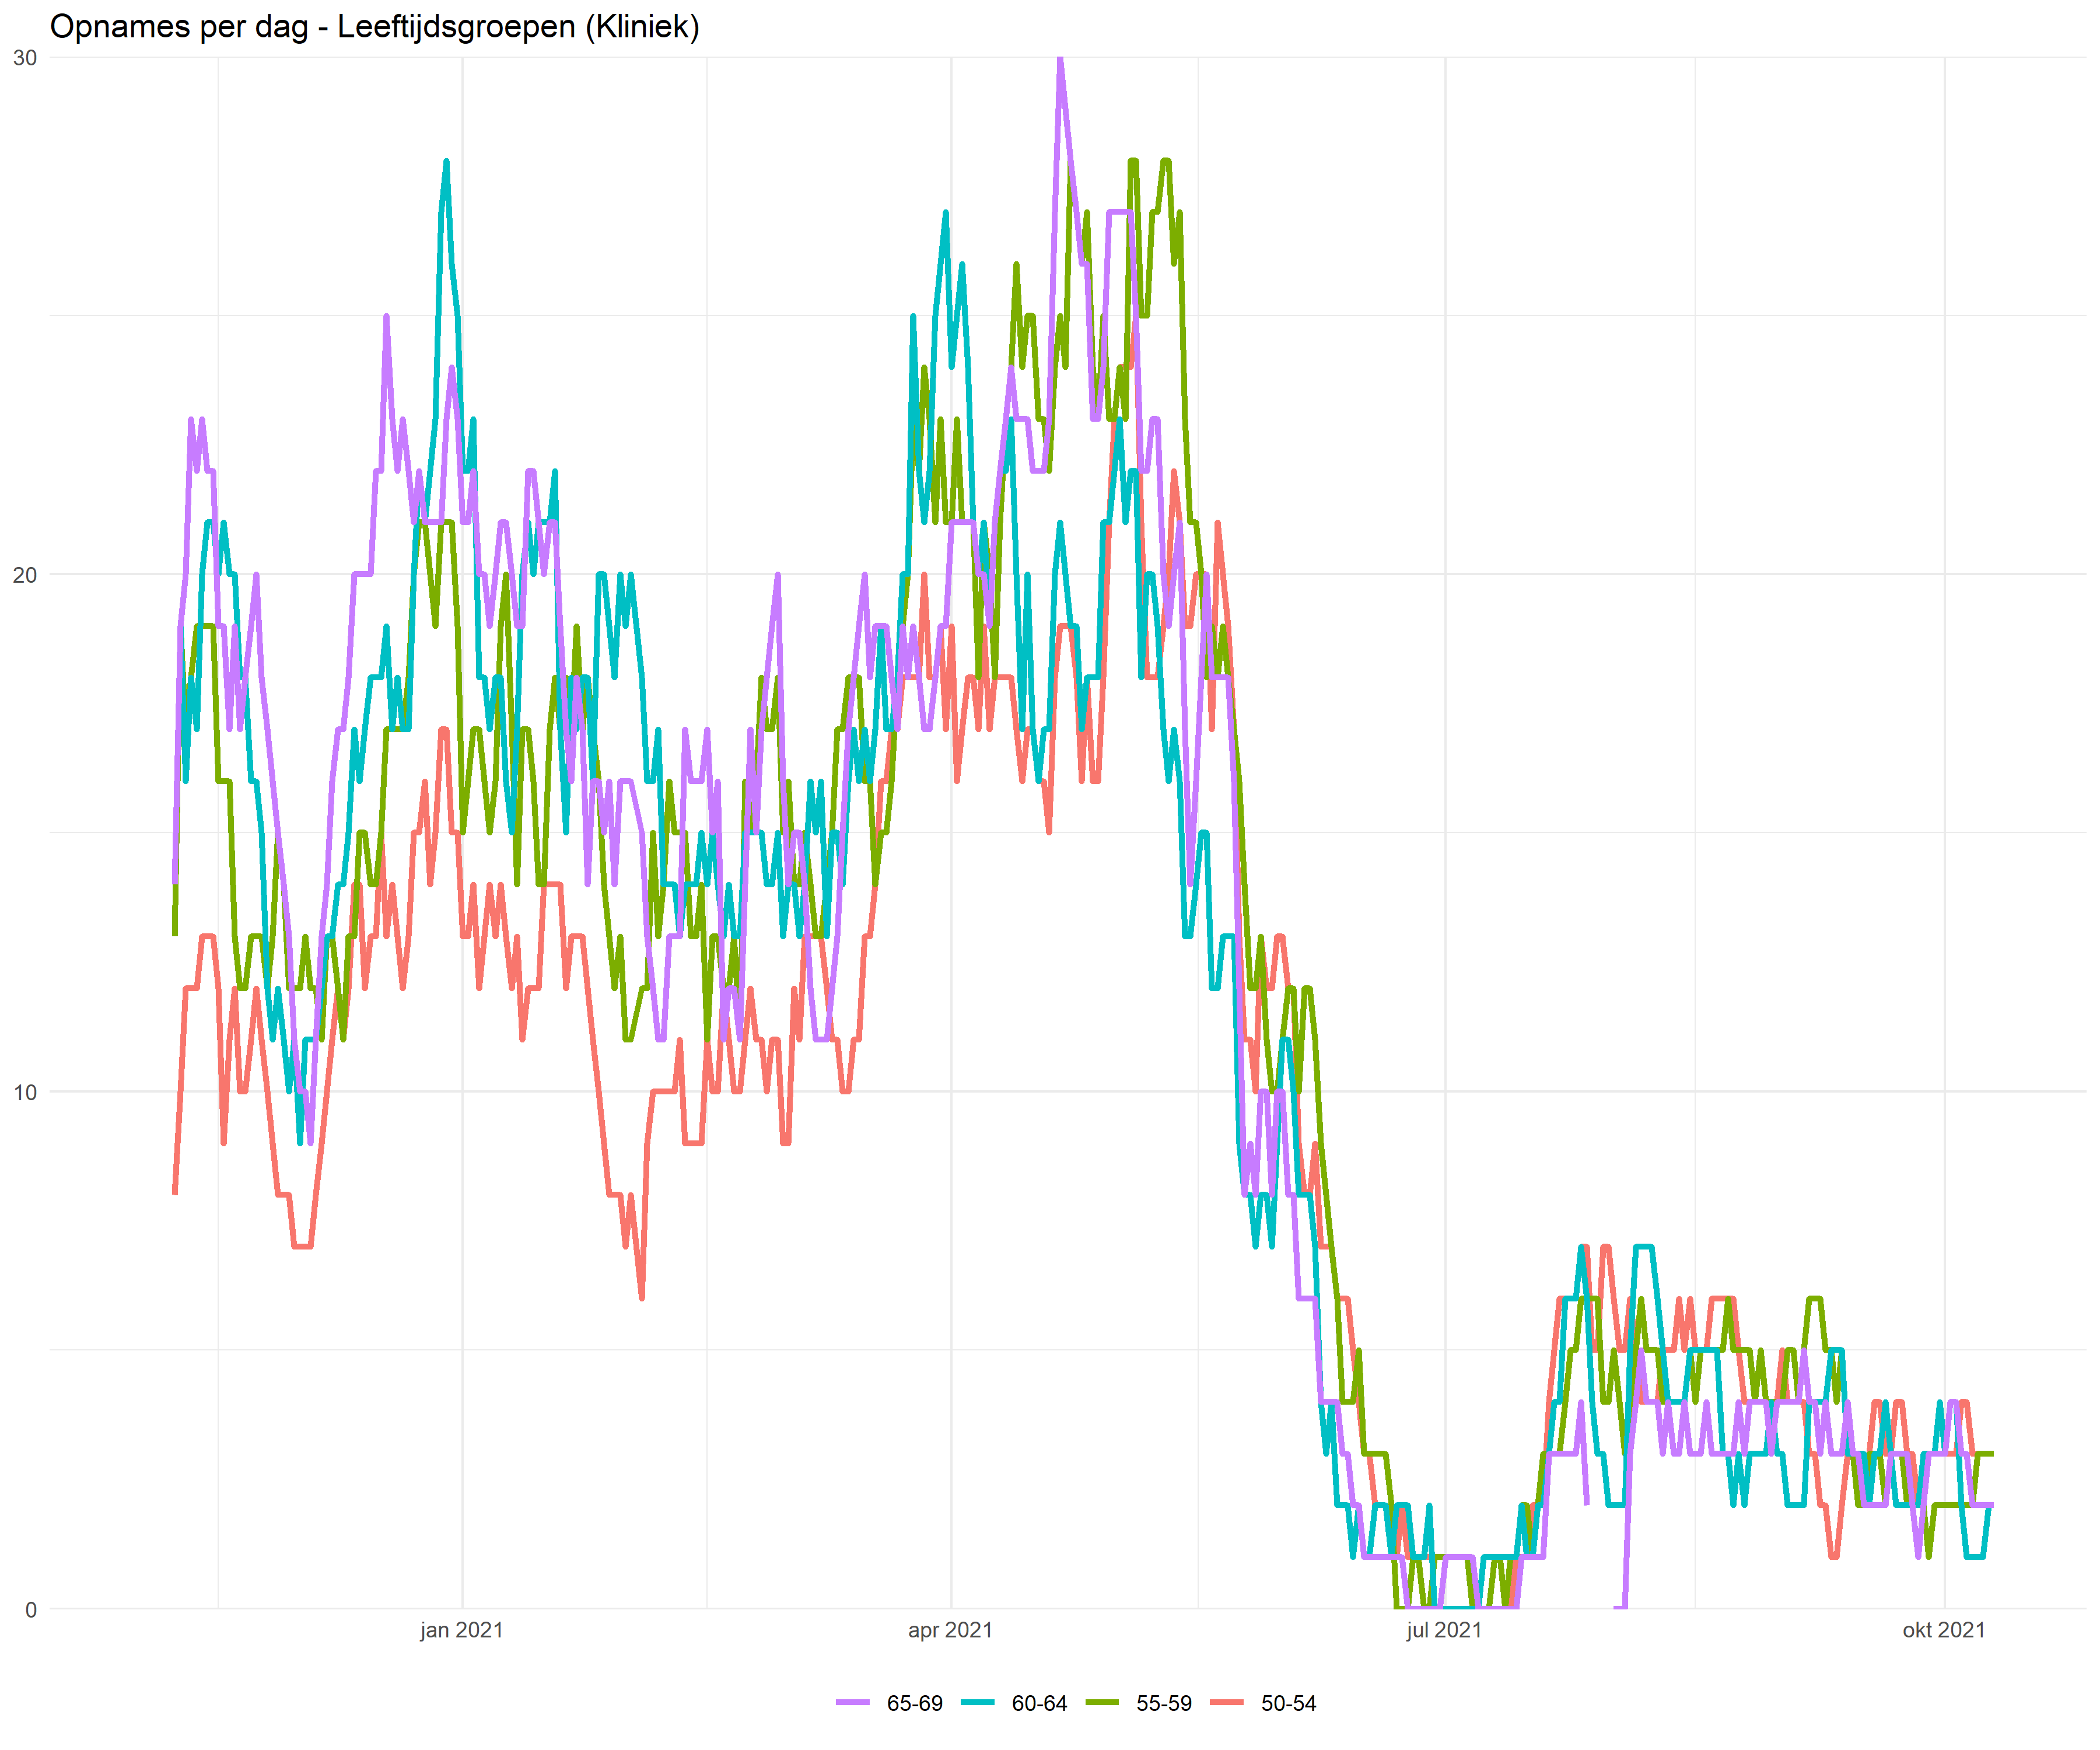 Opnames per dag - Leeftijdsgroepen (Kliniek)
30
20
10
0
jan 2021 apr 2021 jul 2021 okt 2021
65-69 60-64 55-59 50-54